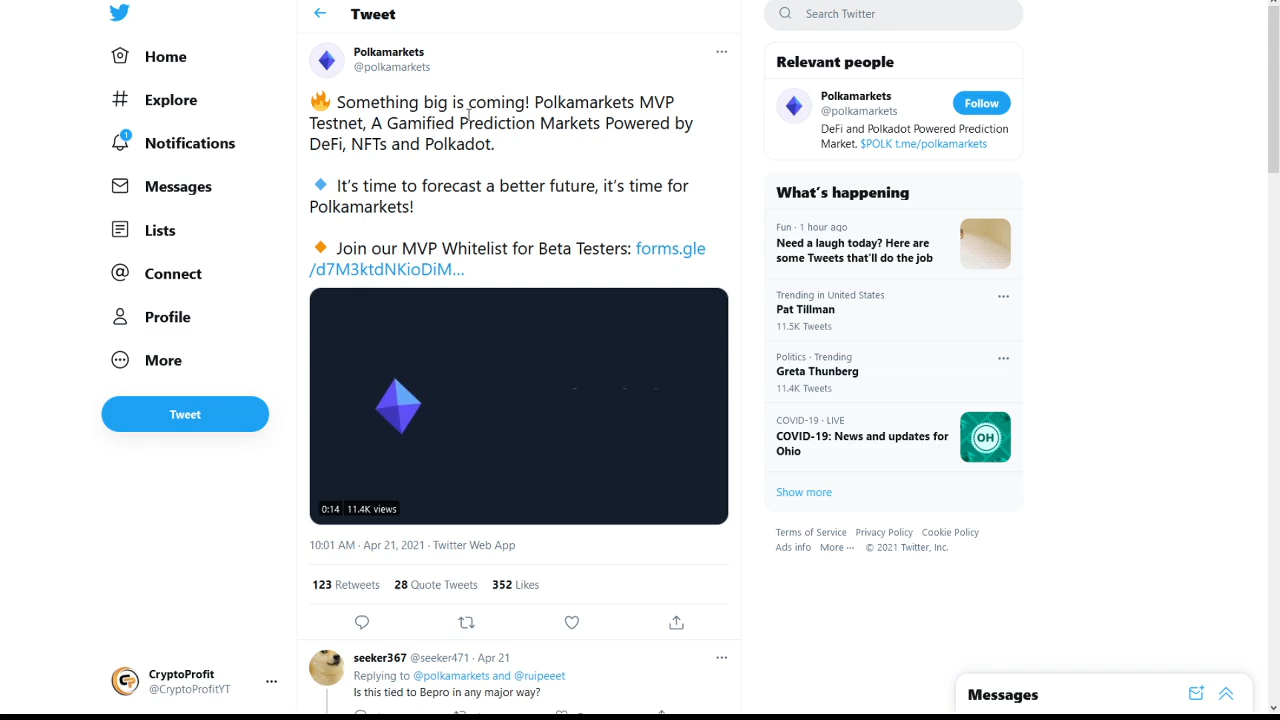 Home
Explore
1
Notifications
Messages
Lists
Connect
Profile
More
Tweet
CryptoProfit
@CryptoProfitYT
Tweet
Polkamarkets
@polkamarkets
Something big is coming! Polkamarkets MVP
Testnet, A Gamified Prediction Markets Powered by
DeFi, NFTs and Polkadot.
It's time to forecast a better future, it's time for
Polkamarkets!
Join our MVP Whitelist for Beta Testers: forms.gle
/d7M3ktdNKioDiM...
0:14 11.4K views
10:01 AM · Apr 21, 2021 · Twitter Web App
123 Retweets 28 Quote Tweets 352 Likes
seeker367 @seeker471 · Apr 21
Replying to @polkamarkets and @ruipeeet
Is this tied to Bepro in any major way?
Search Twitter
Relevant people
Polkamarkets
@polkamarkets
Follow
DeFi and Polkadot Powered Prediction
Market. $POLK t.me/polkamarkets
What's happening
Fun · 1 hour ago
Need a laugh today? Here are
some Tweets that'll do the job
Trending in United States
Pat Tillman
11.5K Tweets
Politics · Trending
Greta Thunberg
11.4K Tweets
COVID-19 · LIVE
COVID-19: News and updates for
Ohio
OH
Show more
Terms of Service Privacy Policy Cookie Policy
Ads info More ··· © 2021 Twitter, Inc.
Messages